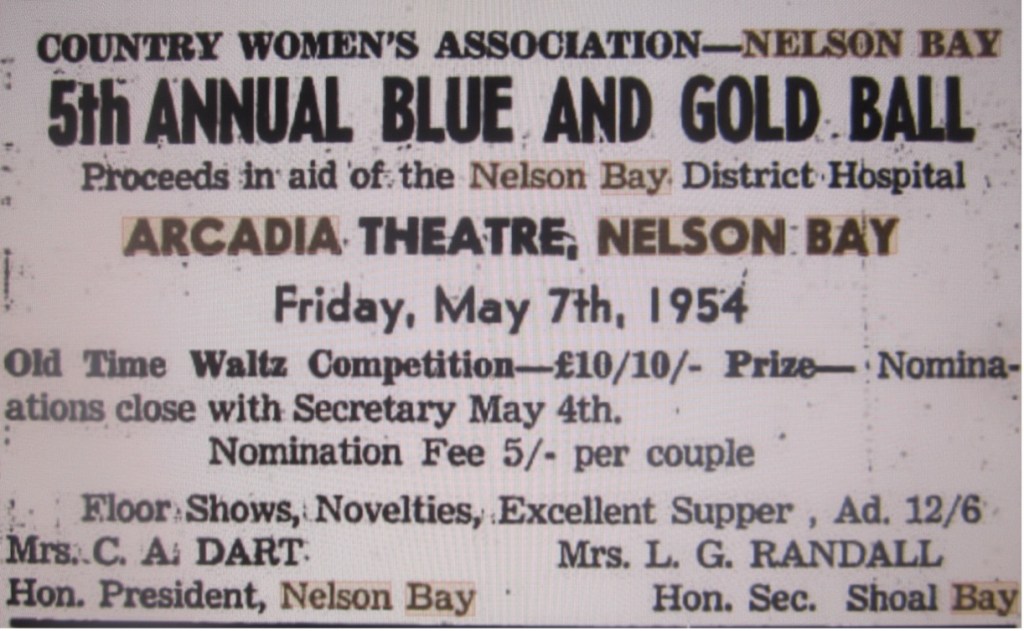 COUNTRY WOMEN'S ASSOCIATION—NELSON BAY
5th ANNUAL BLUE AND GOLD BALL
Proceeds in aid of the Nelson Bay District Hospital
ARCADIA THEATRE, NELSON BAY
Friday, May 7th, 1954
Old Time Waltz Competition—£10/10/- Prize— Nomina-
ations close with Secretary May 4th.
Nomination Fee 5/- per couple
Floor Shows, Novelties, Excellent Supper , Ad. 12/6
Mrs. C. A. DART Mrs. L. G. RANDALL
Hon. President, Nelson Bay Hon. Sec. Shoal Bay